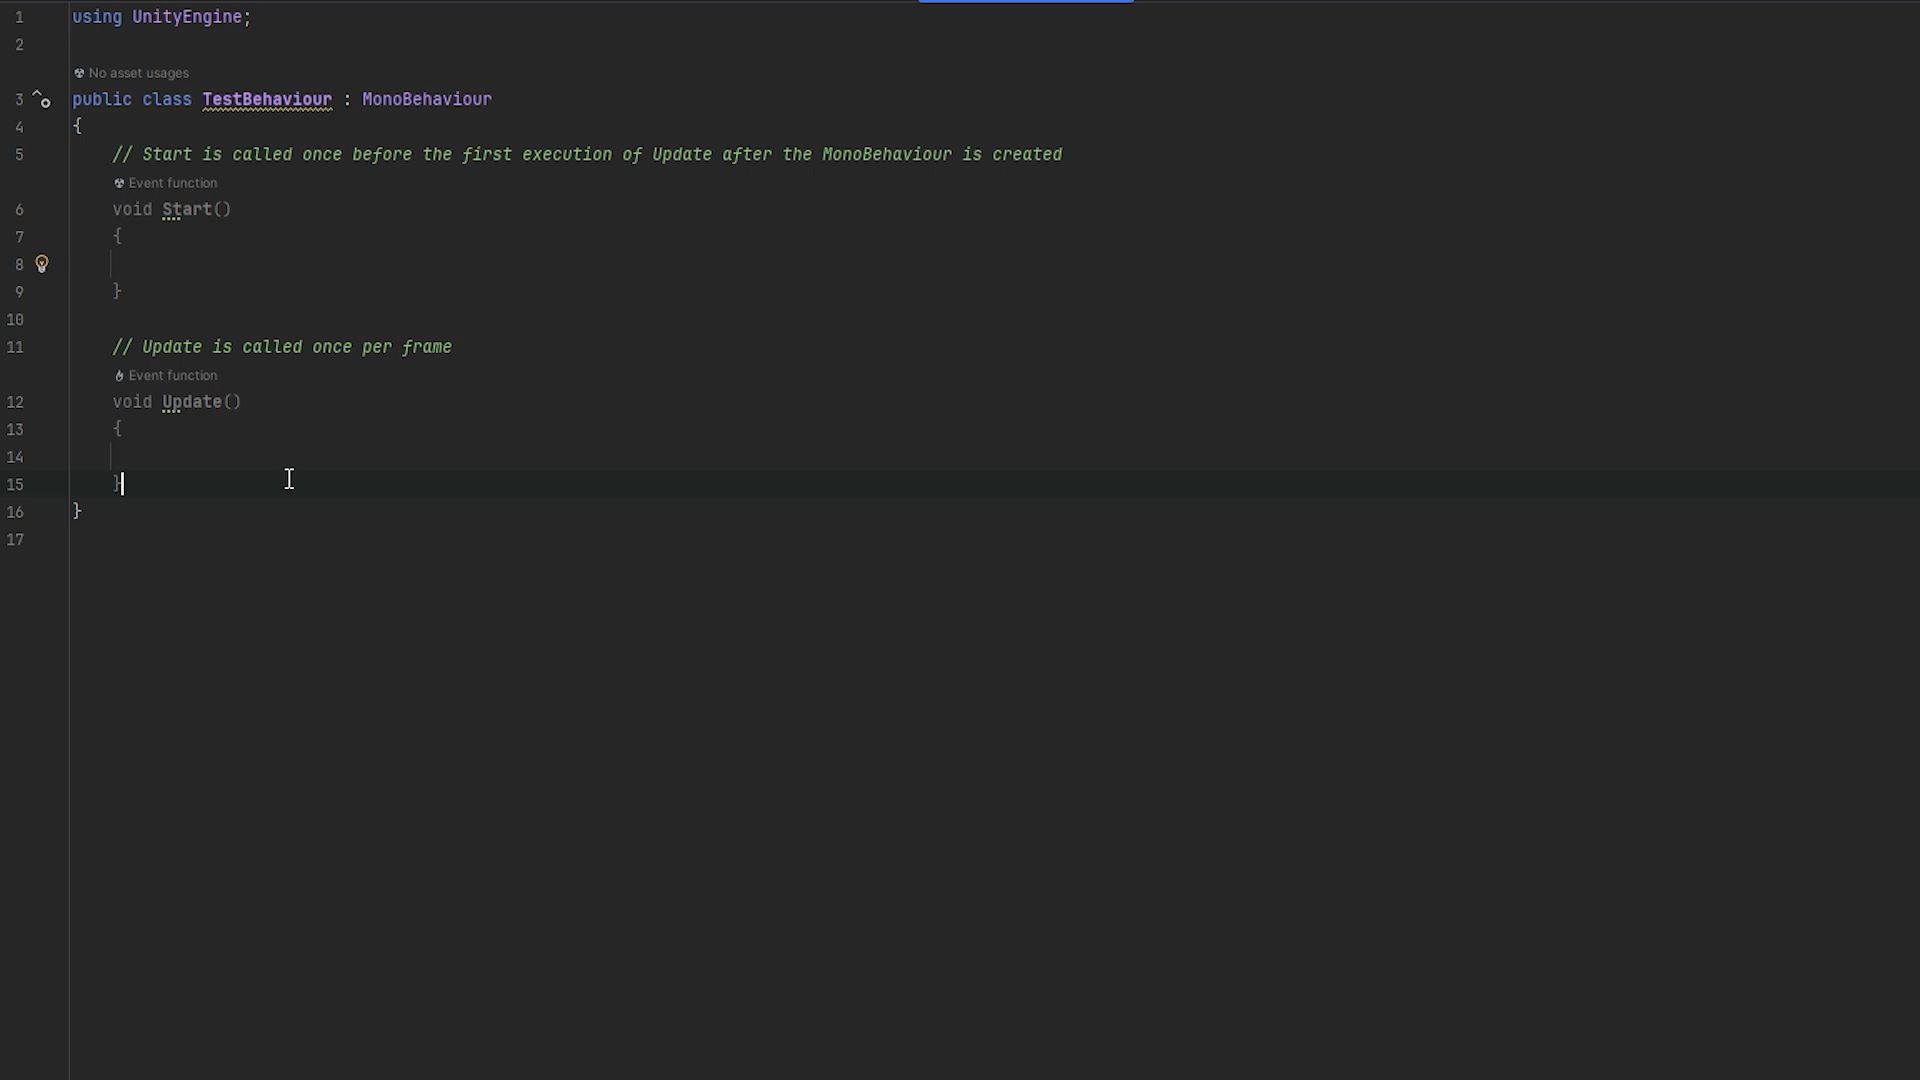 1 using UnityEngine;
2
No asset usages
3 public class TestBehaviour : MonoBehaviour
4 {
5 // Start is called once before the first execution of Update after the MonoBehaviour is created
Event function
6 void Start()
7 {
8
9 }
10
11 // Update is called once per frame
Event function
12 void Update()
13 {
14
15 }
16 }
17